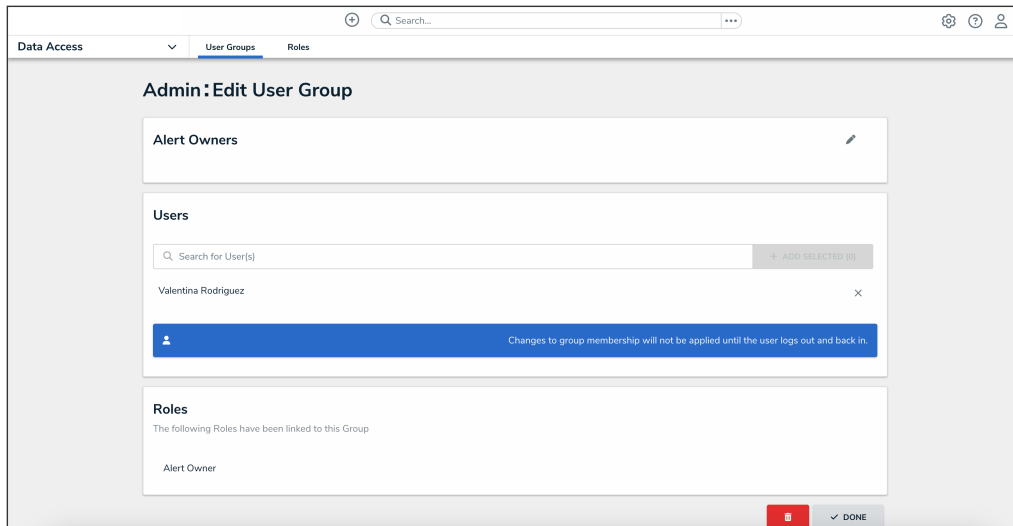 Search...
Data Access
User Groups
Roles
Admin:Edit User Group
Alert Owners
Users
Search for User(s)
+ ADD SELECTED (0)
Valentina Rodriguez
Changes to group membership will not be applied until the user logs out and back in.
Roles
The following Roles have been linked to this Group
Alert Owner
DONE